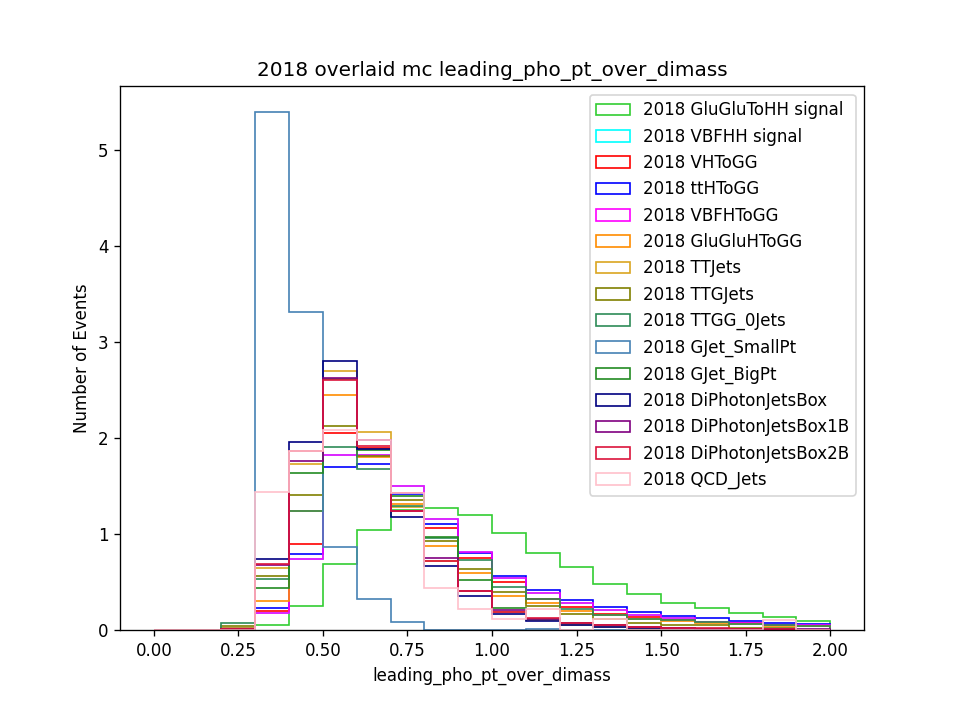 2018 overlaid mc leading_pho_pt_over_dimass
2018 GluGluToHH signal
2018 VBFHH signal
2018 VHToGG
2018 ttHToGG
2018 VBFHToGG
2018 GluGluHToGG
2018 TTJets
2018 TTGJets
2018 TTGG_0Jets
2018 GJet_SmallPt
2018 GJet_BigPt
2018 DiPhotonJetsBox
2018 DiPhotonJetsBox1B
2018 DiPhotonJetsBox2B
2018 QCD_Jets
Number of Events
5
4
3
2
1
0
0.00 0.25 0.50 0.75 1.00 1.25 1.50 1.75 2.00
leading_pho_pt_over_dimass